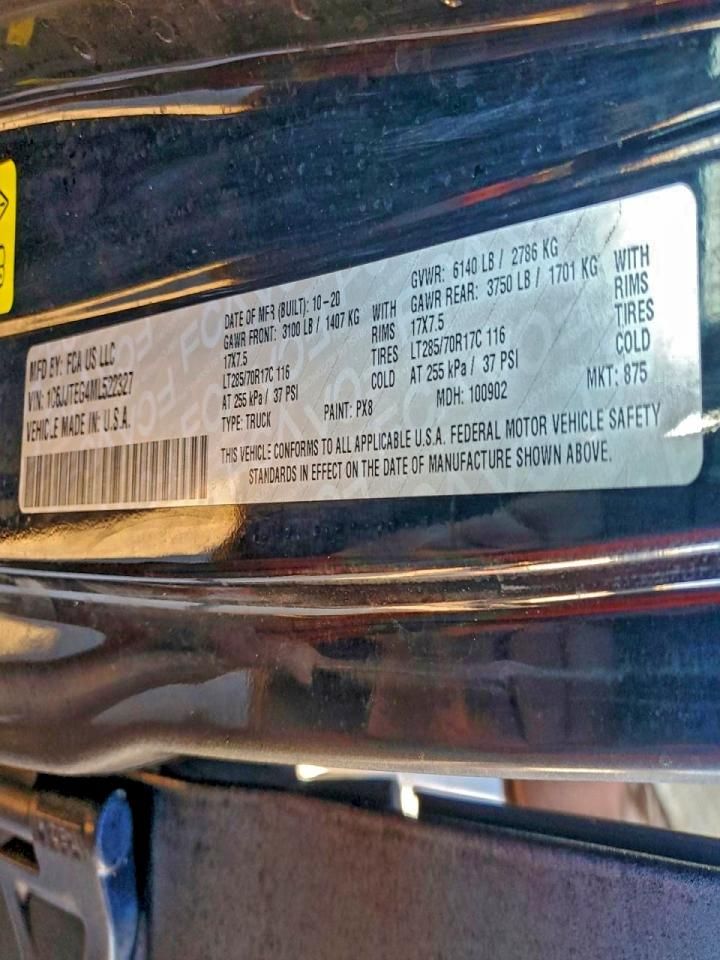 MFD BY: FCA US LLC
VIN: 1C6JJTEG4ML522327
VEHICLE MADE IN: U.S.A.
DATE OF MFR (BUILT): 10-20
GAWR FRONT: 3100 LB / 1407 KG WITH
17X7.5 RIMS
LT285/70R17C 116 TIRES
AT 255 kPa / 37 PSI COLD
TYPE: TRUCK PAINT: PX8
GVWR: 6140 LB / 2786 KG
GAWR REAR: 3750 LB / 1701 KG WITH
17X7.5 RIMS
LT285/70R17C 116 TIRES
AT 255 kPa / 37 PSI COLD
MDH: 100902 MKT: 875
THIS VEHICLE CONFORMS TO ALL APPLICABLE U.S.A. FEDERAL MOTOR VEHICLE SAFETY
STANDARDS IN EFFECT ON THE DATE OF MANUFACTURE SHOWN ABOVE.